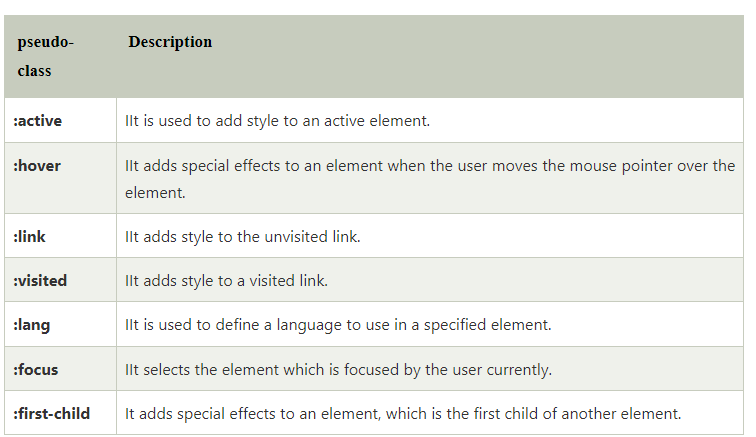 pseudo-
class
Description
:active
IIt is used to add style to an active element.
:hover
IIt adds special effects to an element when the user moves the mouse pointer over the
element.
:link
IIt adds style to the unvisited link.
:visited
IIt adds style to a visited link.
:lang
IIt is used to define a language to use in a specified element.
:focus
IIt selects the element which is focused by the user currently.
:first-child
It adds special effects to an element, which is the first child of another element.